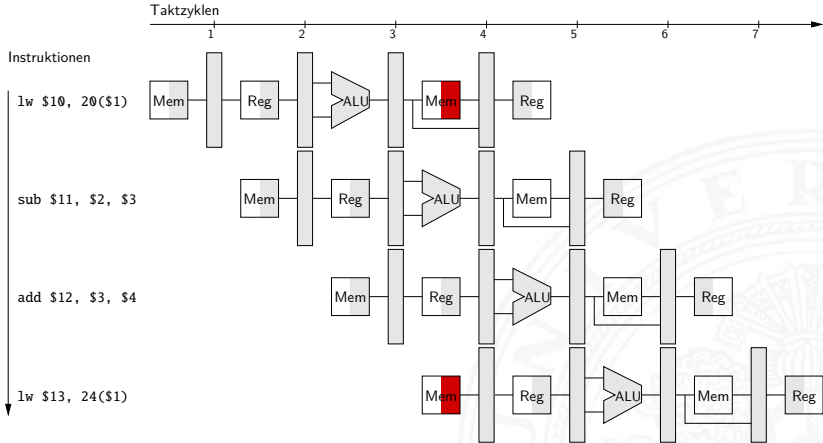 Taktzyklen
1 2 3 4 5 6 7
Instruktionen
lw $10, 20($1) Mem Reg ALU Mem Reg
sub $11, $2, $3 Mem Reg ALU Mem Reg
add $12, $3, $4 Mem Reg ALU Mem Reg
lw $13, 24($1) Mem Reg ALU Mem Reg